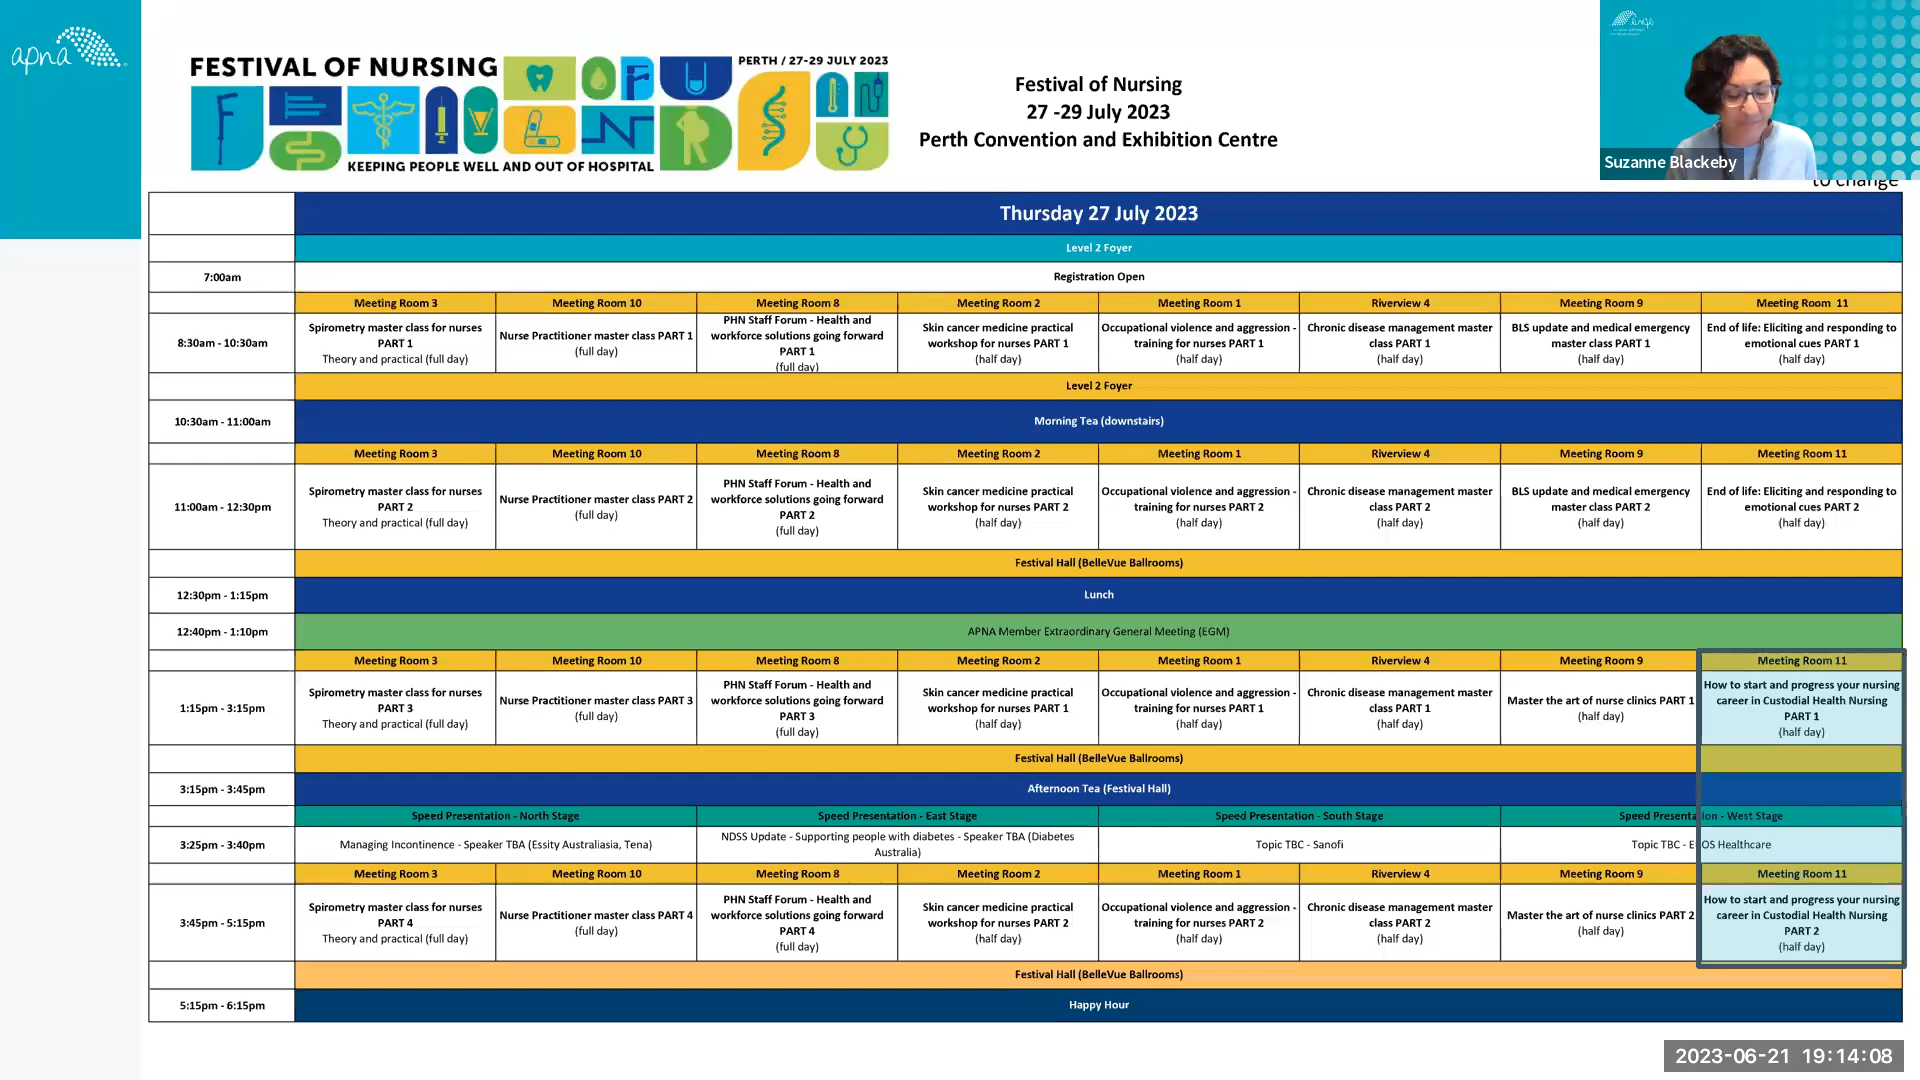 apna
FESTIVAL OF NURSING
PERTH / 27-29 JULY 2023
KEEPING PEOPLE WELL AND OUT OF HOSPITAL
Festival of Nursing
27 -29 July 2023
Perth Convention and Exhibition Centre
apna
Suzanne Blackeby
to change
Thursday 27 July 2023
Level 2 Foyer
7:00am
Registration Open
Meeting Room 3
Meeting Room 10
Meeting Room 8
Meeting Room 2
Meeting Room 1
Riverview 4
Meeting Room 9
Meeting Room 11
8:30am - 10:30am
Spirometry master class for nurses
PART 1
Theory and practical (full day)
Nurse Practitioner master class PART 1
(full day)
PHN Staff Forum - Health and
workforce solutions going forward
PART 1
(full day)
Skin cancer medicine practical
workshop for nurses PART 1
(half day)
Occupational violence and aggression -
training for nurses PART 1
(half day)
Chronic disease management master
class PART 1
(half day)
BLS update and medical emergency
master class PART 1
(half day)
End of life: Eliciting and responding to
emotional cues PART 1
(half day)
Level 2 Foyer
10:30am - 11:00am
Morning Tea (downstairs)
Meeting Room 3
Meeting Room 10
Meeting Room 8
Meeting Room 2
Meeting Room 1
Riverview 4
Meeting Room 9
Meeting Room 11
11:00am - 12:30pm
Spirometry master class for nurses
PART 2
Theory and practical (full day)
Nurse Practitioner master class PART 2
(full day)
PHN Staff Forum - Health and
workforce solutions going forward
PART 2
(full day)
Skin cancer medicine practical
workshop for nurses PART 2
(half day)
Occupational violence and aggression -
training for nurses PART 2
(half day)
Chronic disease management master
class PART 2
(half day)
BLS update and medical emergency
master class PART 2
(half day)
End of life: Eliciting and responding to
emotional cues PART 2
(half day)
Festival Hall (BelleVue Ballrooms)
12:30pm - 1:15pm
Lunch
12:40pm - 1:10pm
APNA Member Extraordinary General Meeting (EGM)
Meeting Room 3
Meeting Room 10
Meeting Room 8
Meeting Room 2
Meeting Room 1
Riverview 4
Meeting Room 9
Meeting Room 11
1:15pm - 3:15pm
Spirometry master class for nurses
PART 3
Theory and practical (full day)
Nurse Practitioner master class PART 3
(full day)
PHN Staff Forum - Health and
workforce solutions going forward
PART 3
(full day)
Skin cancer medicine practical
workshop for nurses PART 1
(half day)
Occupational violence and aggression -
training for nurses PART 1
(half day)
Chronic disease management master
class PART 1
(half day)
Master the art of nurse clinics PART 1
(half day)
How to start and progress your nursing
career in Custodial Health Nursing
PART 1
(half day)
Festival Hall (BelleVue Ballrooms)
3:15pm - 3:45pm
Afternoon Tea (Festival Hall)
Speed Presentation - North Stage
Speed Presentation - East Stage
Speed Presentation - South Stage
Speed Presentation - West Stage
3:25pm - 3:40pm
Managing Incontinence - Speaker TBA (Essity Australiasia, Tena)
NDSS Update - Supporting people with diabetes - Speaker TBA (Diabetes
Australia)
Topic TBC - Sanofi
Topic TBC - E OS Healthcare
Meeting Room 3
Meeting Room 10
Meeting Room 8
Meeting Room 2
Meeting Room 1
Riverview 4
Meeting Room 9
Meeting Room 11
3:45pm - 5:15pm
Spirometry master class for nurses
PART 4
Theory and practical (full day)
Nurse Practitioner master class PART 4
(full day)
PHN Staff Forum - Health and
workforce solutions going forward
PART 4
(full day)
Skin cancer medicine practical
workshop for nurses PART 2
(half day)
Occupational violence and aggression -
training for nurses PART 2
(half day)
Chronic disease management master
class PART 2
(half day)
Master the art of nurse clinics PART 2
(half day)
How to start and progress your nursing
career in Custodial Health Nursing
PART 2
(half day)
Festival Hall (BelleVue Ballrooms)
5:15pm - 6:15pm
Happy Hour
2023-06-21 19:14:08